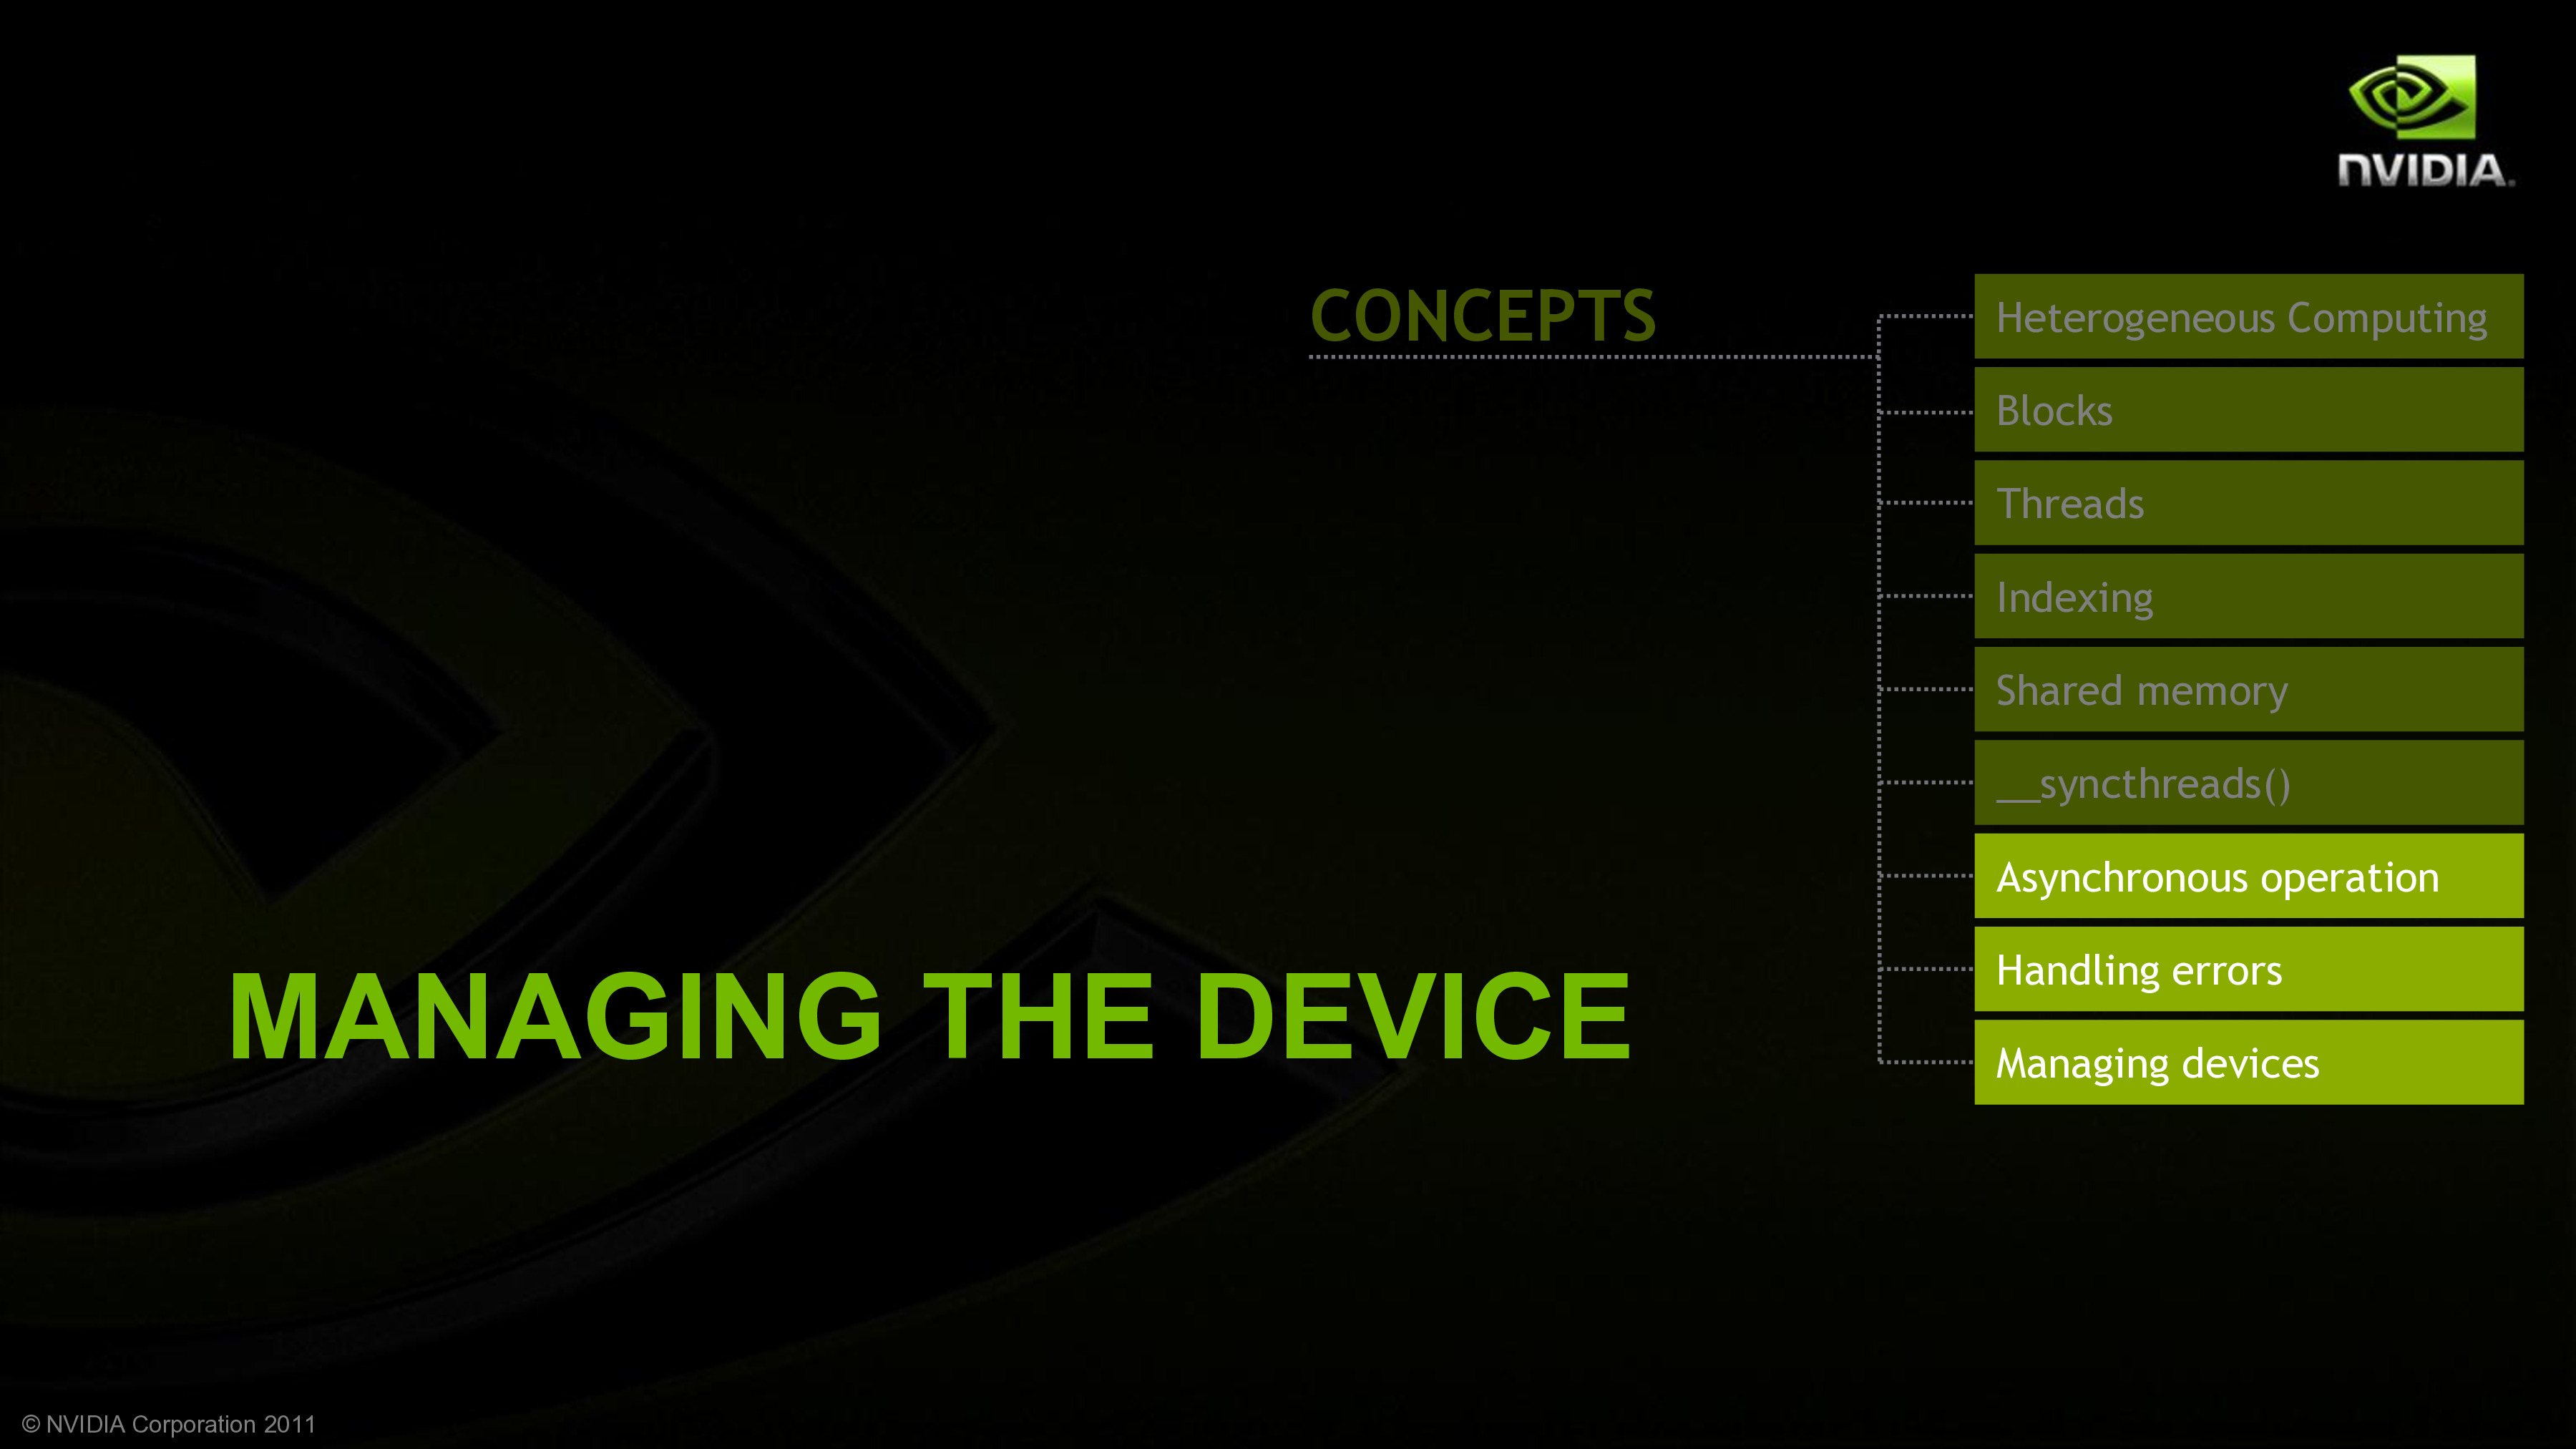 NVIDIA.
CONCEPTS
Heterogeneous Computing
Blocks
Threads
Indexing
Shared memory
__syncthreads()
Asynchronous operation
Handling errors
Managing devices
MANAGING THE DEVICE
© NVIDIA Corporation 2011